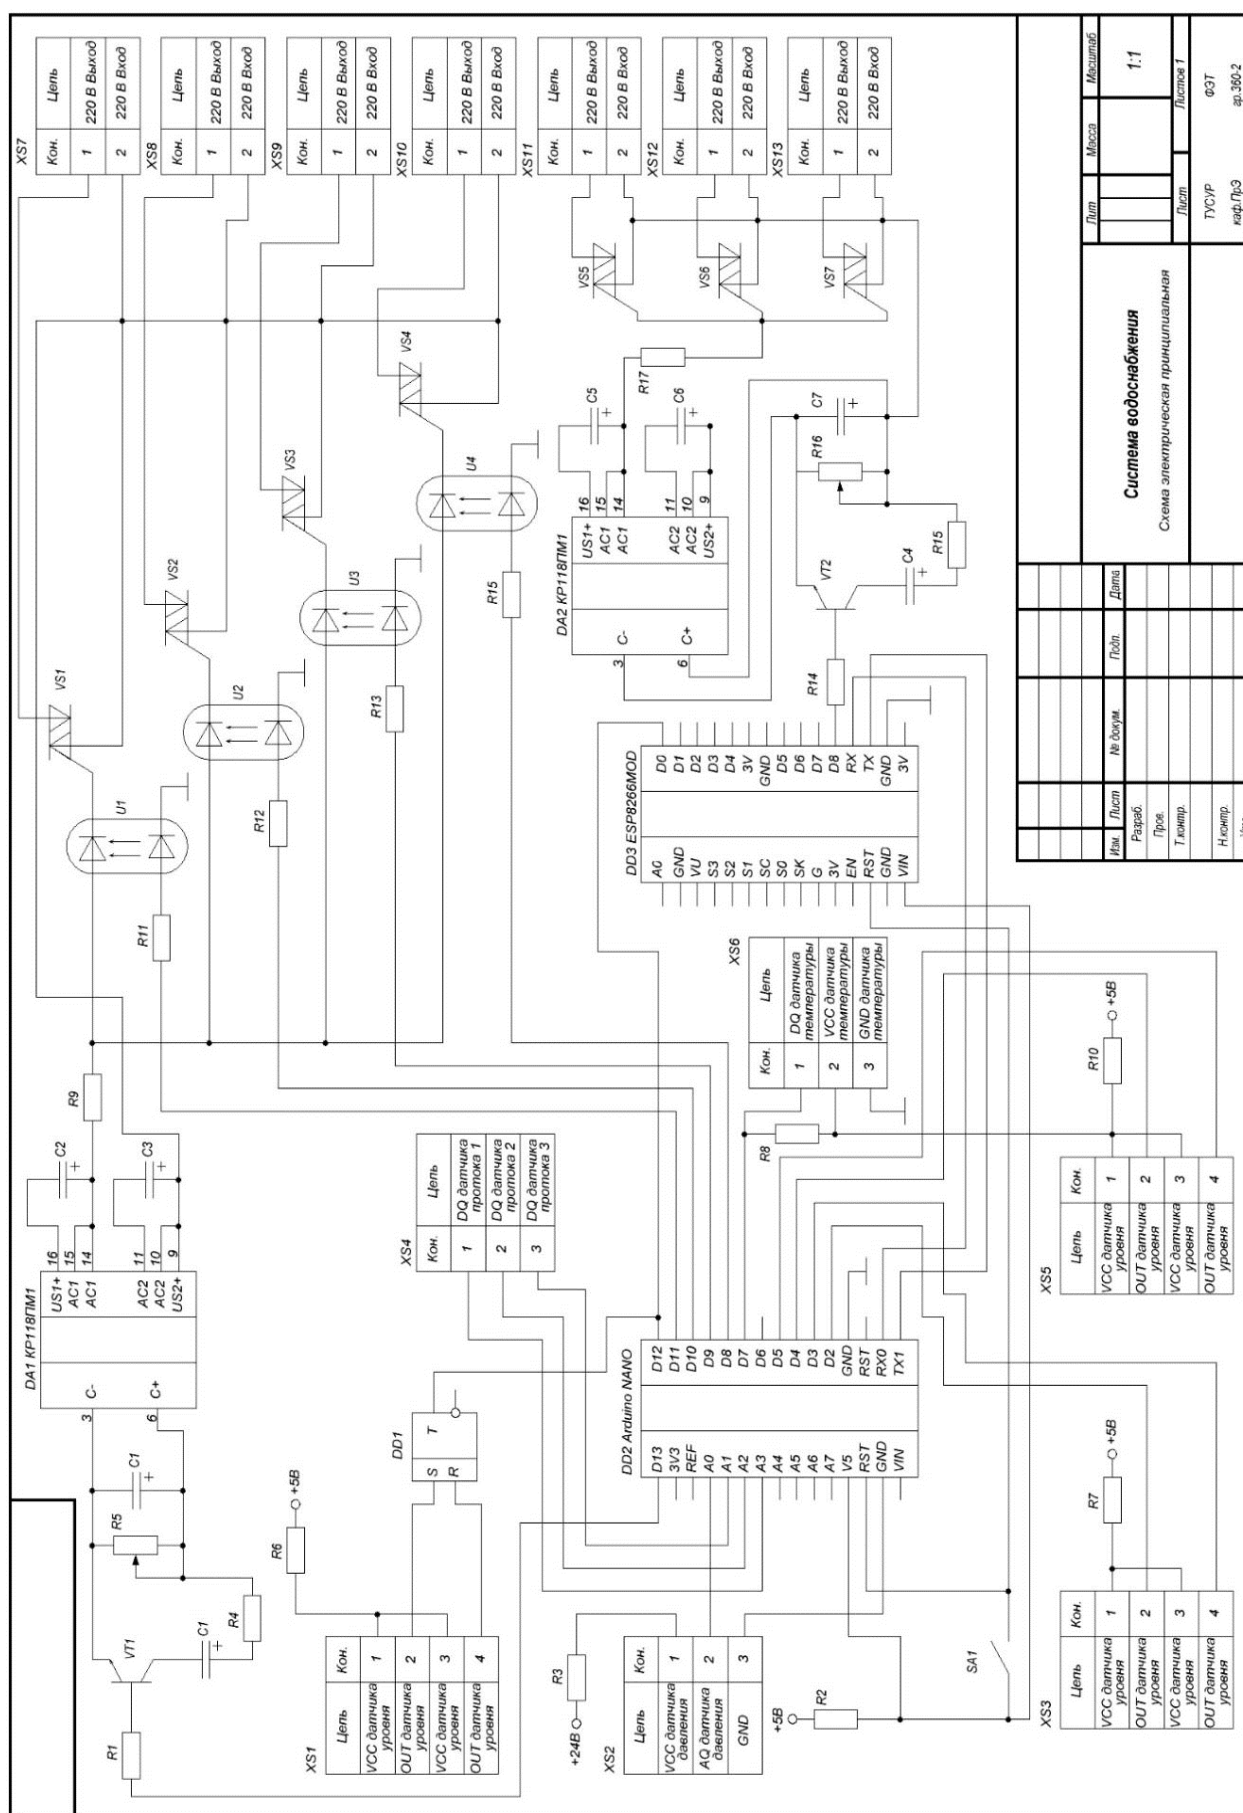 XS7
Кон. Цепь
1 220 В Выход
2 220 В Вход
XS8
Кон. Цепь
1 220 В Выход
2 220 В Вход
XS9
Кон. Цепь
1 220 В Выход
2 220 В Вход
XS10
Кон. Цепь
1 220 В Выход
2 220 В Вход
XS11
Кон. Цепь
1 220 В Выход
2 220 В Вход
XS12
Кон. Цепь
1 220 В Выход
2 220 В Вход
XS13
Кон. Цепь
1 220 В Выход
2 220 В Вход
VS1
VS2
VS3
VS4
VS5
VS6
VS7
U1
U2
U3
U4
R11
R12
R13
R15
R9
R17
C2
C3
C5
C6
C7
R16
R15
C4
VT2
R14
DA1 КР118ПМ1
3 C-
6 C+
US1+ 16
AC1 15
AC1 14
AC2 11
AC2 10
US2+ 9
DA2 КР118ПМ1
3 C-
6 C+
US1+ 16
AC1 15
AC1 14
AC2 11
AC2 10
US2+ 9
C1
R5
VT1
C1
R4
R1
R6
+5В
DD1
S
R
T
XS1
Цепь Кон.
VCC датчика
уровня
1
OUT датчика
уровня
2
VCC датчика
уровня
3
OUT датчика
уровня
4
XS4
Кон. Цепь
1
DQ датчика
протока 1
2
DQ датчика
протока 2
3
DQ датчика
протока 3
DD3 ESP8266MOD
A0
GND
VU
S3
S2
S1
SC
S0
SK
G
3V
EN
RST
GND
VIN
D0
D1
D2
D3
D4
3V
GND
D5
D6
D7
D8
RX
TX
GND
3V
DD2 Arduino NANO
D13
3V3
REF
A0
A1
A2
A3
A4
A5
A6
A7
V5
RST
GND
VIN
D12
D11
D10
D9
D8
D7
D6
D5
D4
D3
D2
GND
RST
RX0
TX1
XS6
Кон. Цепь
1
DQ датчика
температуры
2
VCC датчика
температуры
3
GND датчика
температуры
R8
R3
+24В
XS2
Цепь Кон.
VCC датчика
давления
1
AQ датчика
давления
2
GND 3
+5В
R2
SA1
XS5
Цепь Кон.
VCC датчика
уровня
1
OUT датчика
уровня
2
VCC датчика
уровня
3
OUT датчика
уровня
4
R10
+5В
XS3
Цепь Кон.
VCC датчика
уровня
1
OUT датчика
уровня
2
VCC датчика
уровня
3
OUT датчика
уровня
4
R7
+5В
Изм. Лист № докум. Подп. Дата
Разраб.
Пров.
Т.контр.
Н.контр.
Система водоснабжения
Схема электрическая принципиальная
Лит Масса Масштаб
1:1
Лист Листов 1
ТУСУР ФЭТ
каф.ПрЭ гр.360-2